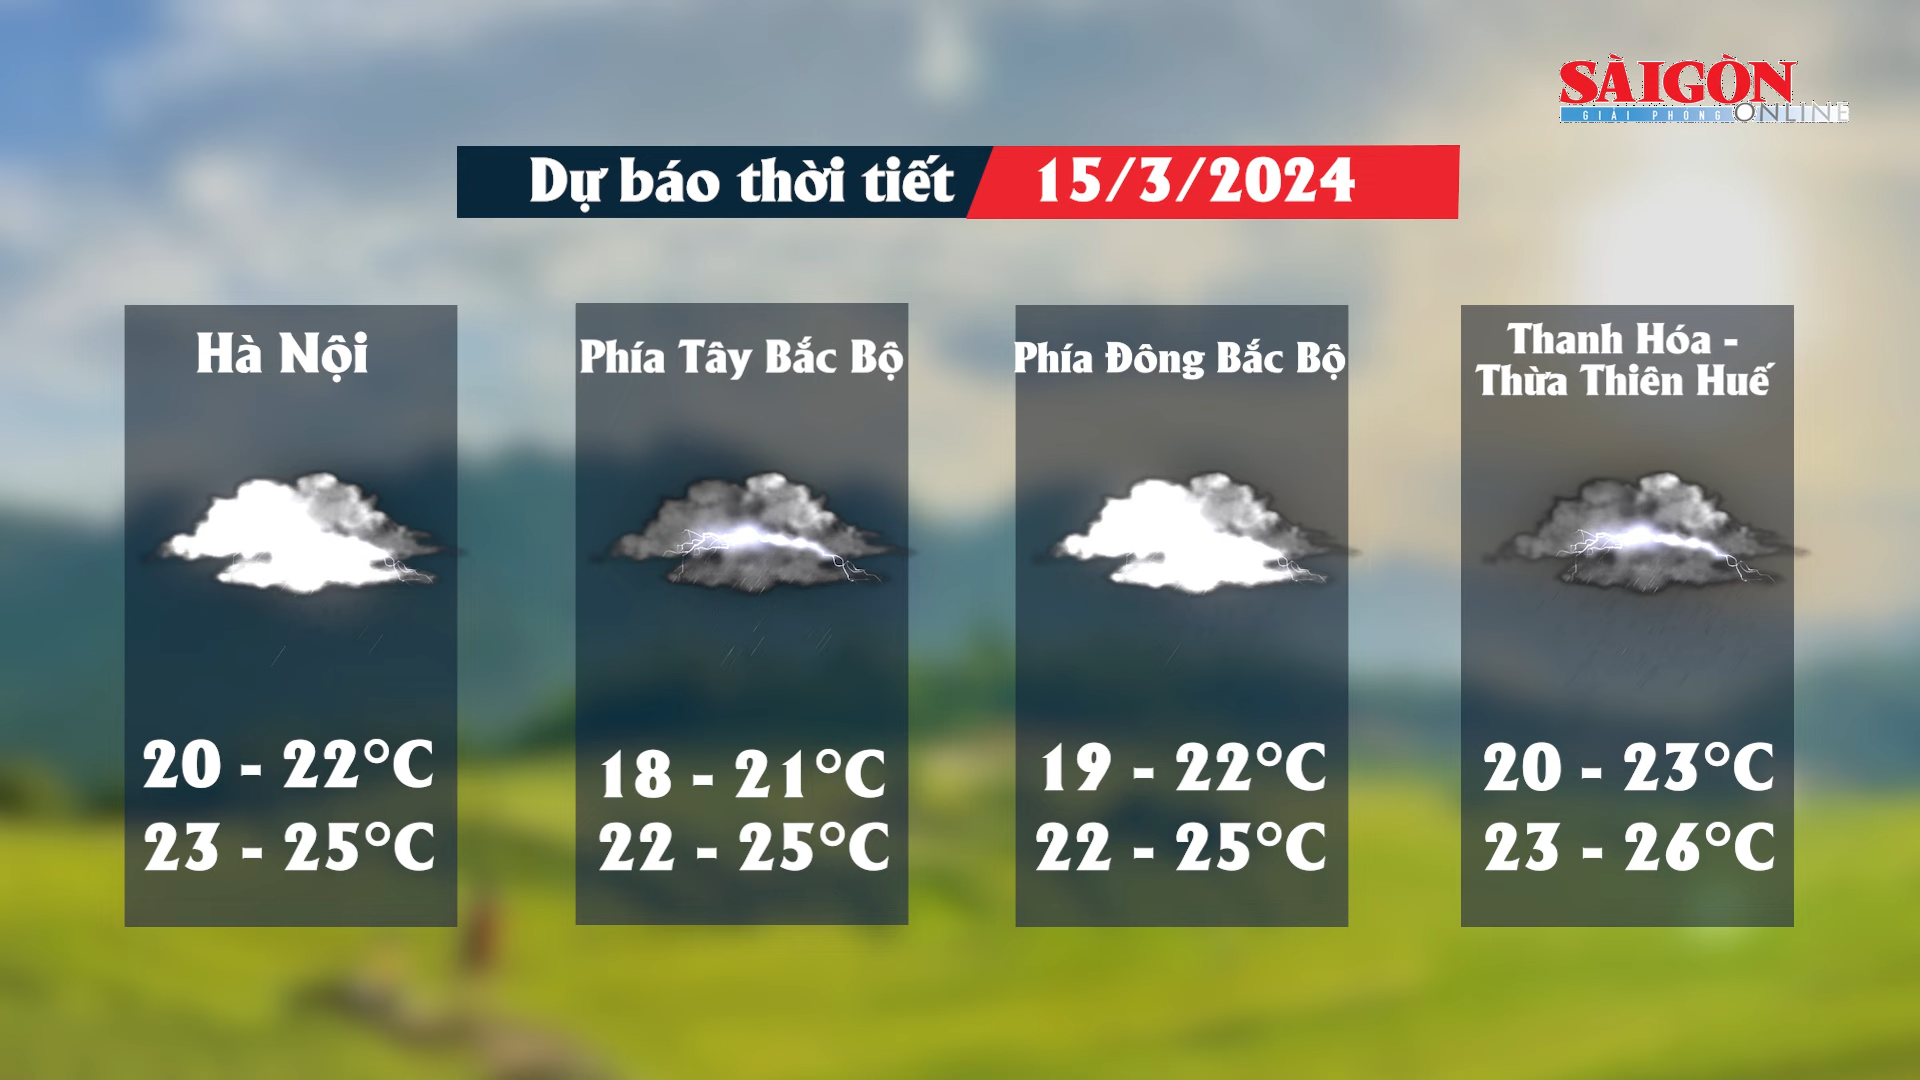 SÀI GÒN
GIẢI PHÓNG ONLINE
Dự báo thời tiết 15/3/2024
Hà Nội
20 - 22°C
23 - 25°C
Phía Tây Bắc Bộ
18 - 21°C
22 - 25°C
Phía Đông Bắc Bộ
19 - 22°C
22 - 25°C
Thanh Hóa -
Thừa Thiên Huế
20 - 23°C
23 - 26°C